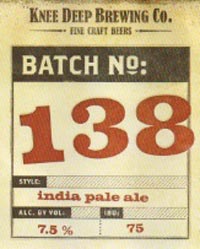 KNEE DEEP BREWING CO.
FINE CRAFT BEERS
BATCH NO:
138
STYLE:
india pale ale
ALC. BY VOL: IBU:
7.5 % 75